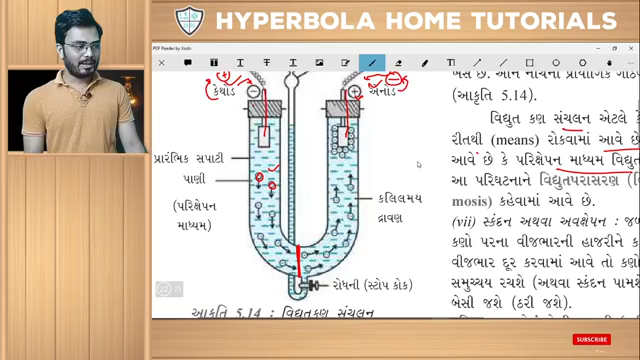 HYPERBOLA HOME TUTORIALS
PDF Reader by Xodo
કેથોડ
એનોડ
પ્રારંભિક સપાટી
પાણી
(પરિક્ષેપન
માધ્યમ)
કલિલમય
દ્રાવણ
રોધની (સ્ટોપ કોક)
આકૃતિ 5.14 : વિદ્યુતકણ સંચલન
(આકૃતિ 5.14)
વિદ્યુત કણ સંચલન એટલે કે
રીતથી (means) રોકવામાં આવે છે
આવે છે કે પરિક્ષેપન માધ્યમ વિદ્યુત
આ પરિઘટનાને વિદ્યુતપરાસરણ
mosis) કહેવામાં આવે છે.
(vii) સ્કંદન અથવા અવક્ષેપન : જળ
કણો પરના વીજભારની હાજરીને ક
વીજભાર દૂર કરવામાં આવે તો કણો
સમુચ્ચય રચશે (અથવા સ્કંદન પામશે
બેસી જશે (ઠરી જશે).
SUBSCRIBE